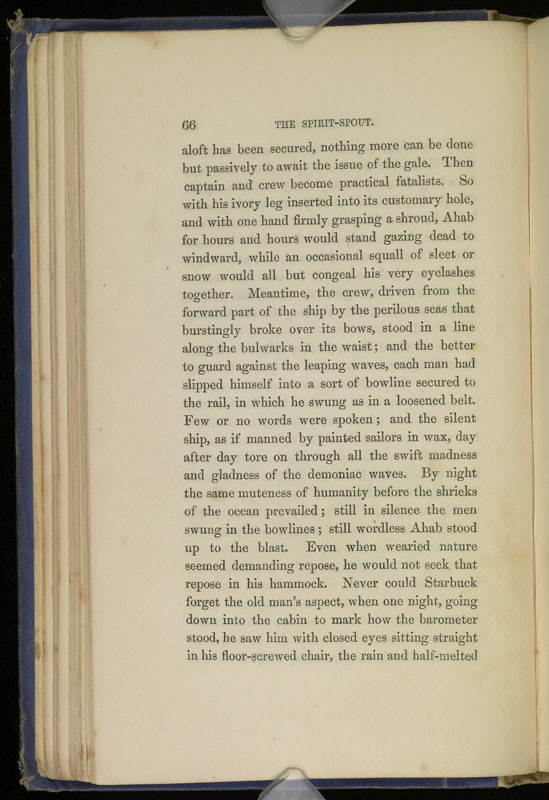 66 THE SPIRIT-SPOUT.
aloft has been secured, nothing more can be done
but passively to await the issue of the gale. Then
captain and crew become practical fatalists. So
with his ivory leg inserted into its customary hole,
and with one hand firmly grasping a shroud, Ahab
for hours and hours would stand gazing dead to
windward, while an occasional squall of sleet or
snow would all but congeal his very eyelashes
together. Meantime, the crew, driven from the
forward part of the ship by the perilous seas that
burstingly broke over its bows, stood in a line
along the bulwarks in the waist; and the better
to guard against the leaping waves, each man had
slipped himself into a sort of bowline secured to
the rail, in which he swung as in a loosened belt.
Few or no words were spoken; and the silent
ship, as if manned by painted sailors in wax, day
after day tore on through all the swift madness
and gladness of the demoniac waves. By night
the same muteness of humanity before the shrieks
of the ocean prevailed; still in silence the men
swung in the bowlines; still wordless Ahab stood
up to the blast. Even when wearied nature
seemed demanding repose, he would not seek that
repose in his hammock. Never could Starbuck
forget the old man's aspect, when one night, going
down into the cabin to mark how the barometer
stood, he saw him with closed eyes sitting straight
in his floor-screwed chair, the rain and half-melted